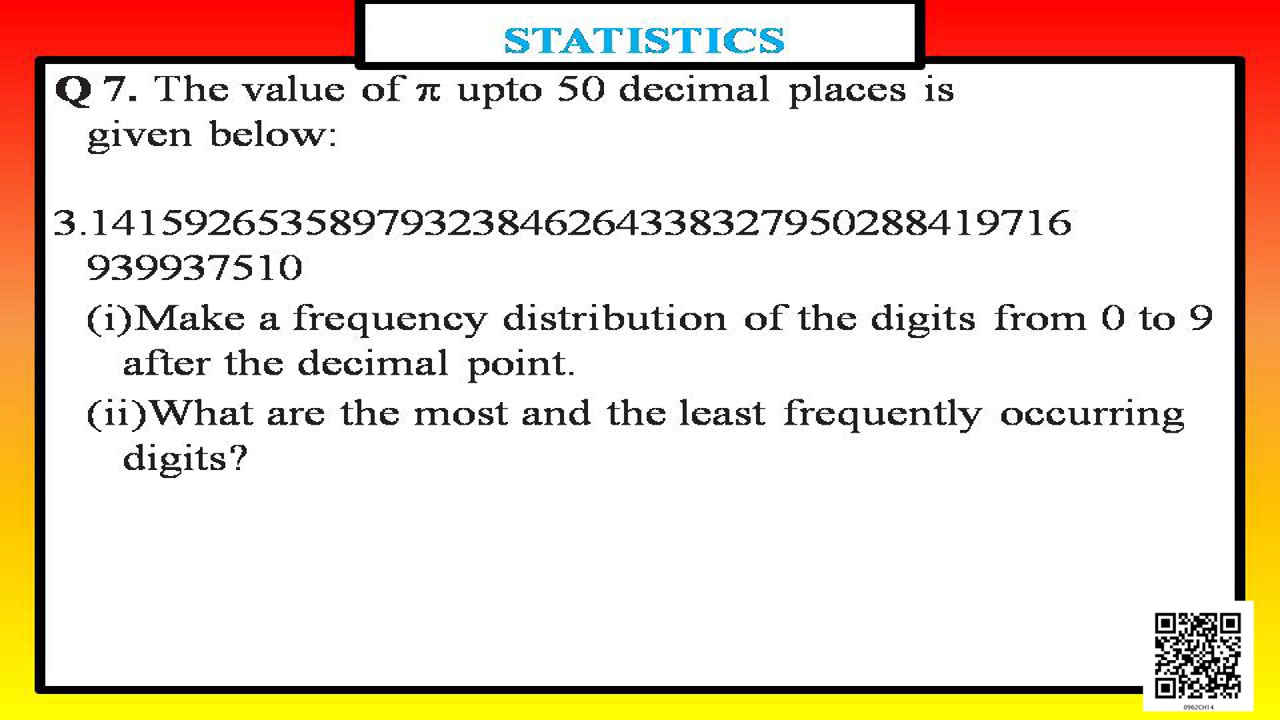 STATISTICS
Q 7. The value of π upto 50 decimal places is
given below:
3.14159265358979323846264338327950288419716
939937510
(i)Make a frequency distribution of the digits from 0 to 9
after the decimal point.
(ii)What are the most and the least frequently occurring
digits?
0962CH14